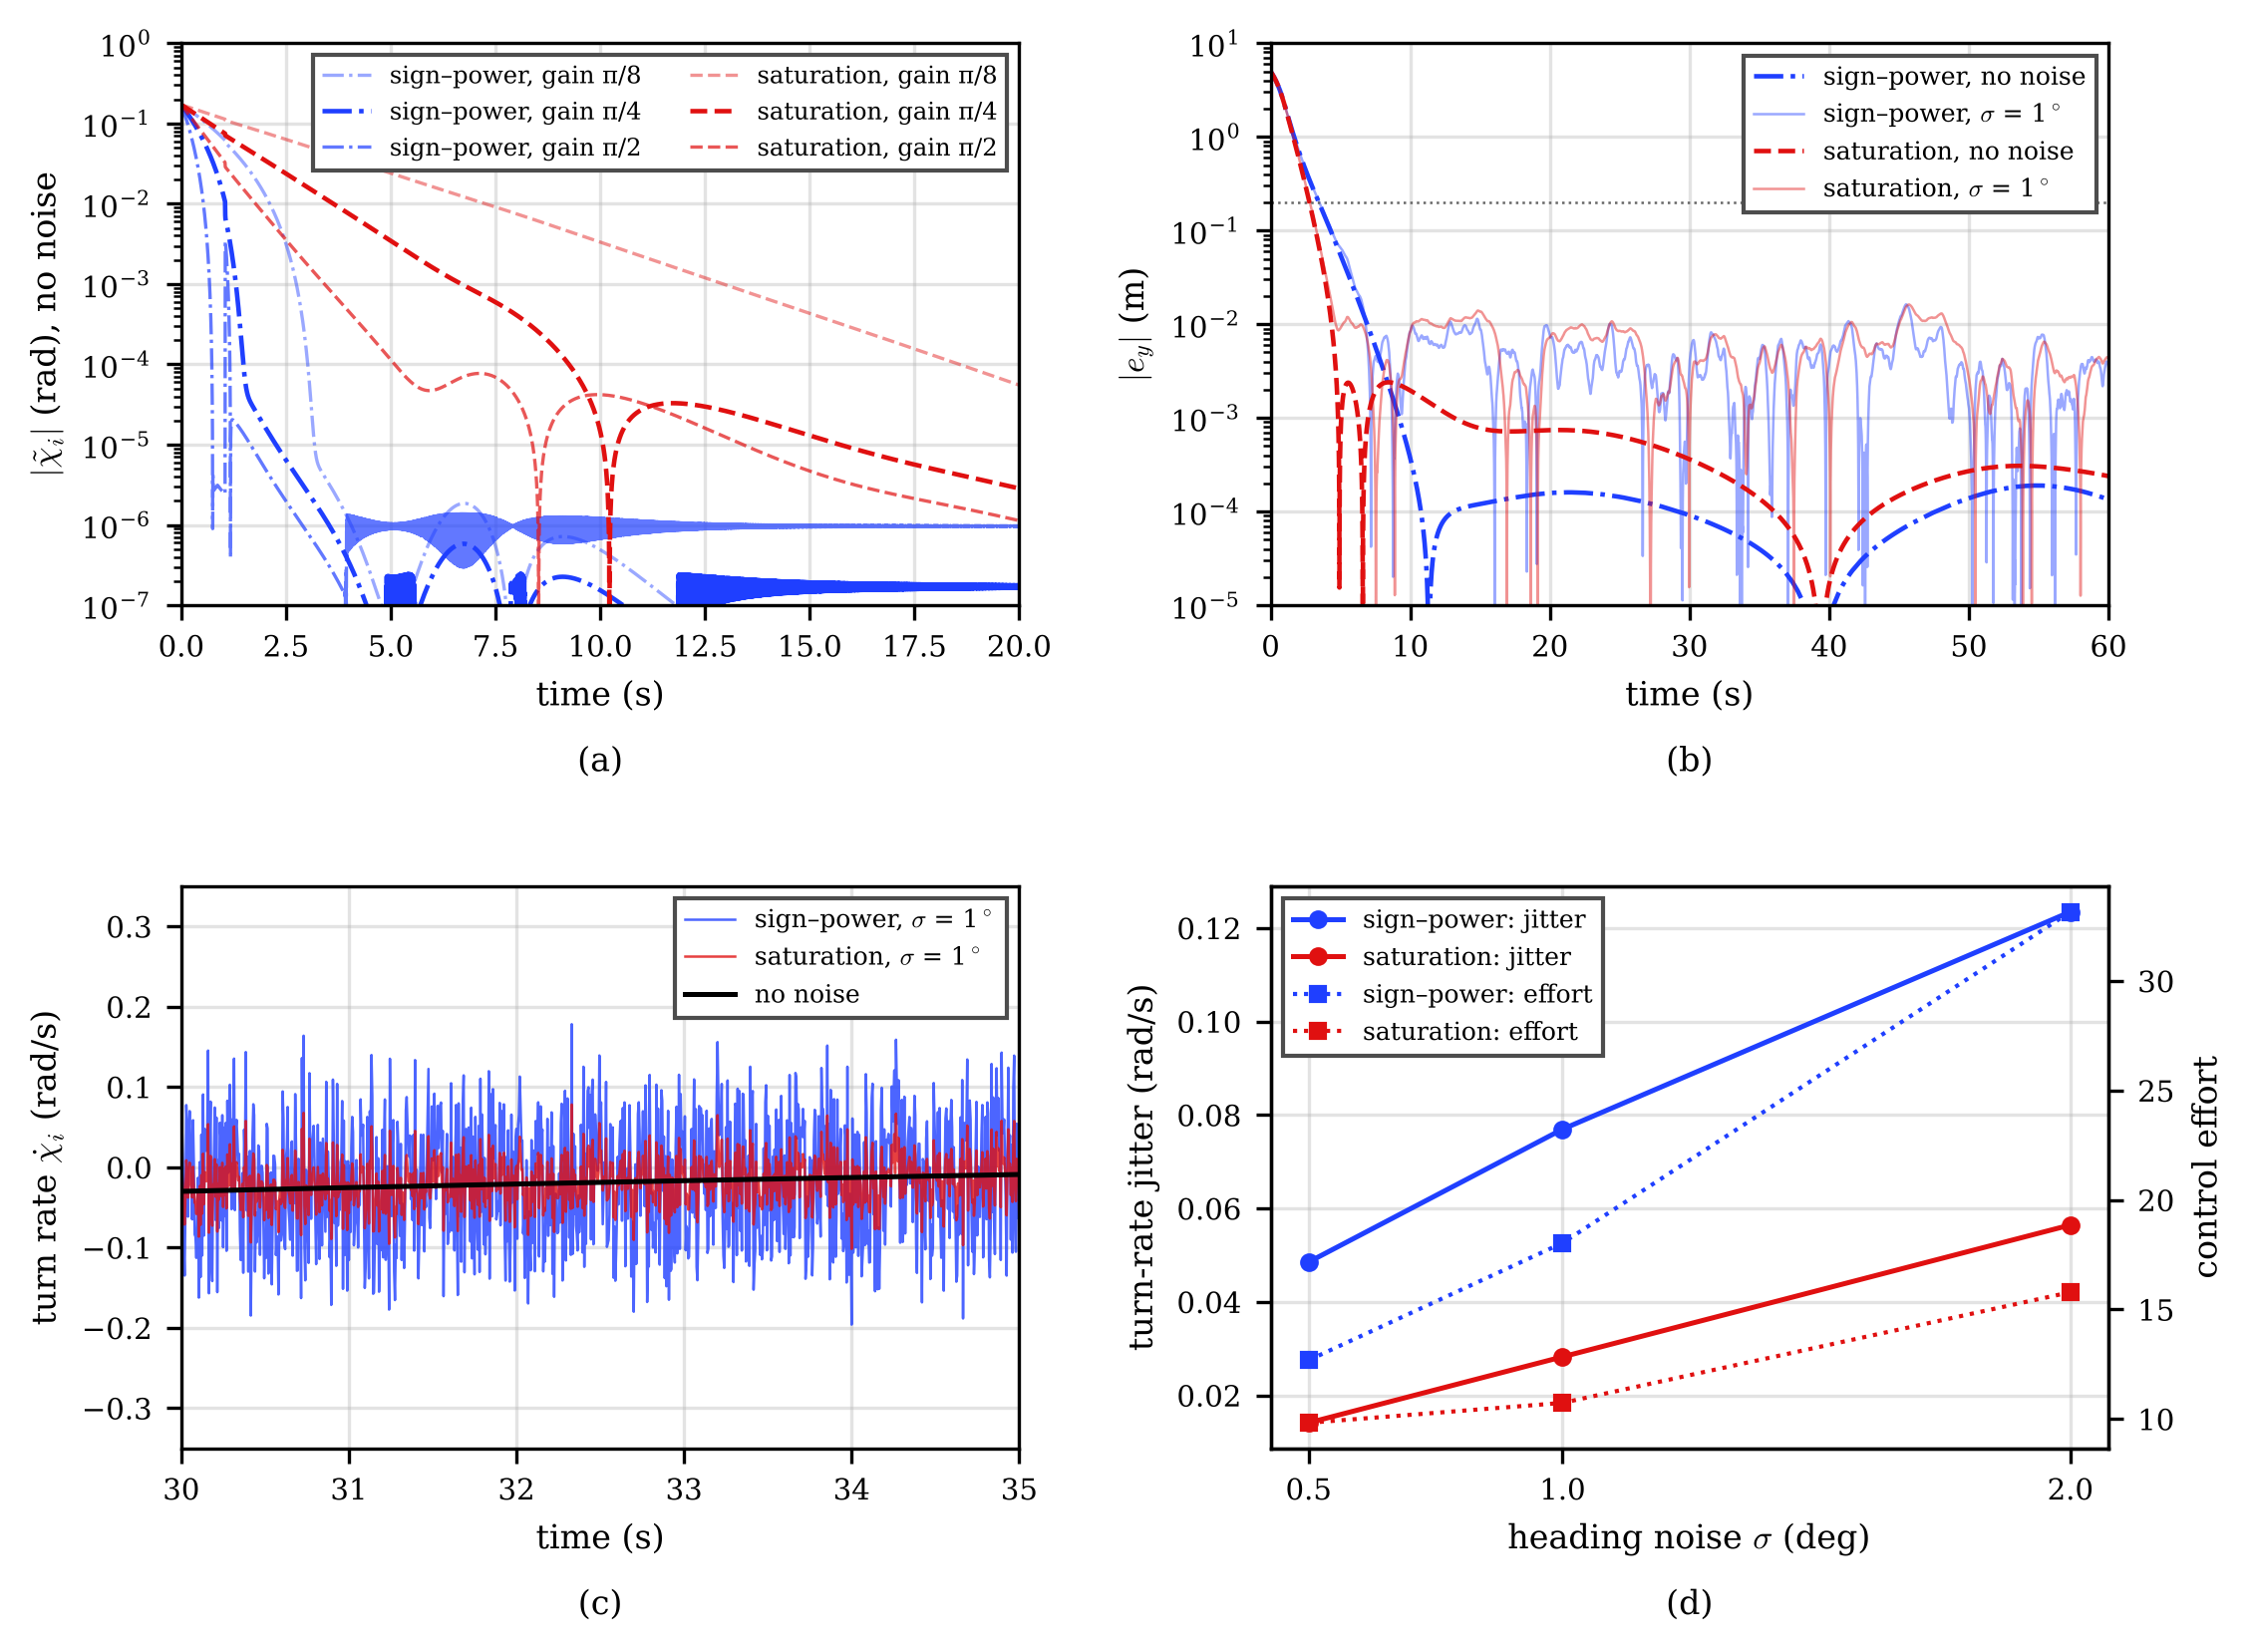 10⁰
10⁻¹
10⁻²
10⁻³
10⁻⁴
10⁻⁵
10⁻⁶
10⁻⁷
|χ̃ᵢ| (rad), no noise
sign–power, gain π/8
sign–power, gain π/4
sign–power, gain π/2
saturation, gain π/8
saturation, gain π/4
saturation, gain π/2
0.0 2.5 5.0 7.5 10.0 12.5 15.0 17.5 20.0
time (s)
(a)
10¹
10⁰
10⁻¹
10⁻²
10⁻³
10⁻⁴
10⁻⁵
|e_y| (m)
sign–power, no noise
sign–power, σ = 1°
saturation, no noise
saturation, σ = 1°
0 10 20 30 40 50 60
time (s)
(b)
0.3
0.2
0.1
0.0
−0.1
−0.2
−0.3
turn rate χ̇ᵢ (rad/s)
sign–power, σ = 1°
saturation, σ = 1°
no noise
30 31 32 33 34 35
time (s)
(c)
0.12
0.10
0.08
0.06
0.04
0.02
turn-rate jitter (rad/s)
sign–power: jitter
saturation: jitter
sign–power: effort
saturation: effort
30
25
20
15
10
control effort
0.5 1.0 2.0
heading noise σ (deg)
(d)